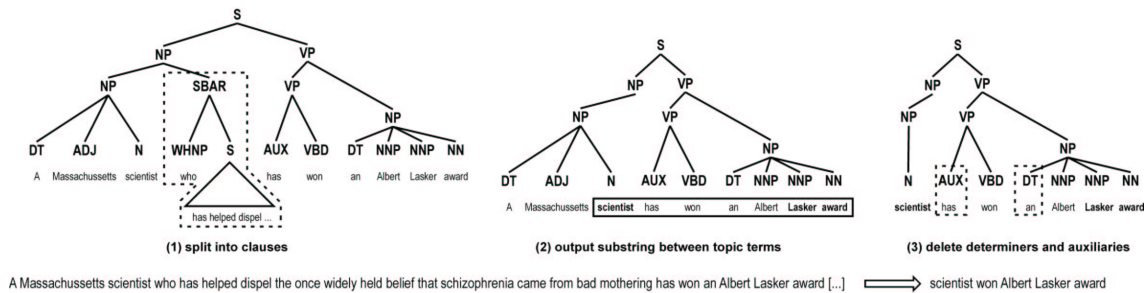 S
NP VP
NP SBAR VP NP
DT ADJ N WHNP S AUX VBD DT NNP NNP NN
A Massachussetts scientist who has won an Albert Lasker award
has helped dispel ...
(1) split into clauses
S
NP VP
NP VP NP
DT ADJ N AUX VBD DT NNP NNP NN
A Massachussetts scientist has won an Albert Lasker award
(2) output substring between topic terms
S
NP VP
NP VP NP
N AUX VBD DT NNP NNP NN
scientist has won an Albert Lasker award
(3) delete determiners and auxiliaries
A Massachussetts scientist who has helped dispel the once widely held belief that schizophrenia came from bad mothering has won an Albert Lasker award [...] scientist won Albert Lasker award